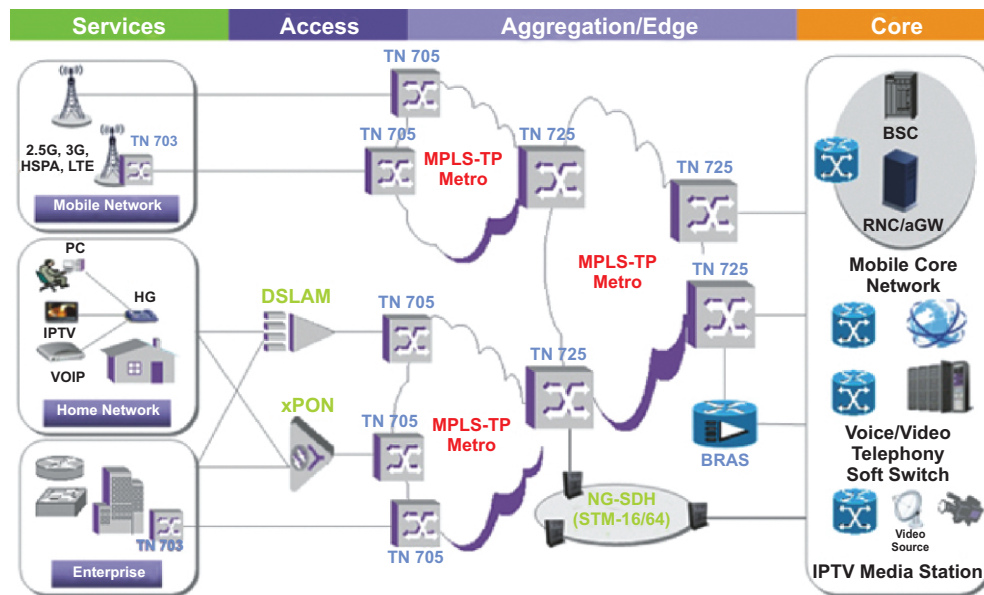 Services
Access
Aggregation/Edge
Core
TN 705
2.5G, 3G,
HSPA, LTE
TN 703
Mobile Network
TN 705
MPLS-TP
Metro
TN 725
TN 725
BSC
RNC/aGW
Mobile Core
Network
PC
HG
IPTV
VOIP
Home Network
DSLAM
xPON
TN 705
TN 705
MPLS-TP
Metro
TN 725
MPLS-TP
Metro
TN 725
BRAS
Voice/Video
Telephony
Soft Switch
TN 703
Enterprise
TN 705
NG-SDH
(STM-16/64)
Video
Source
IPTV Media Station